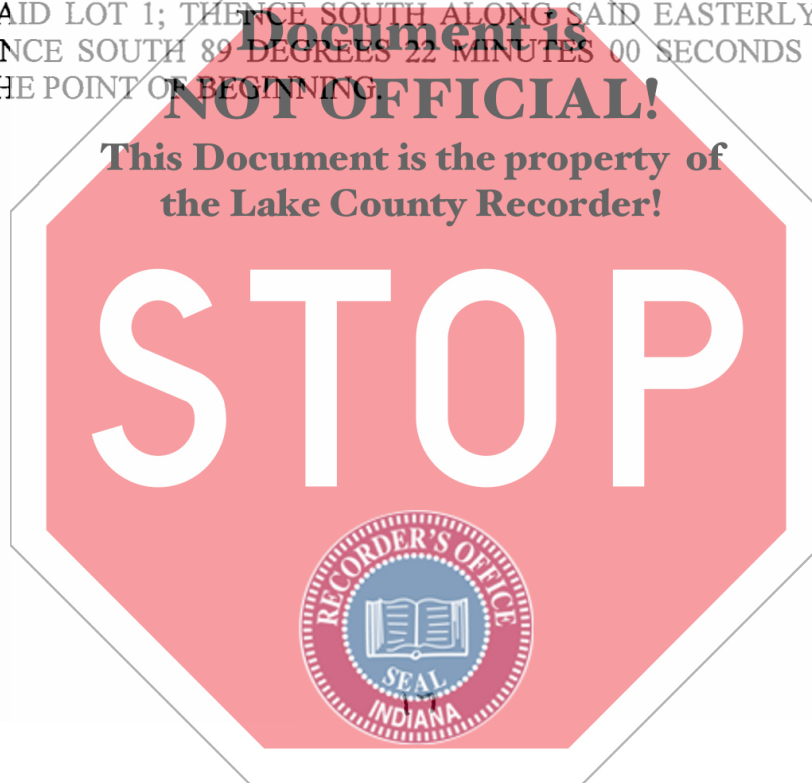 AID LOT 1; THENCE SOUTH ALONG SAID EASTERLY
NCE SOUTH 89 DEGREES 22 MINUTES 00 SECONDS
HE POINT OF BEGINNING.
Document is
NOT OFFICIAL!
This Document is the property of
the Lake County Recorder!
STOP
RECORDER'S OFFICE
SEAL
INDIANA